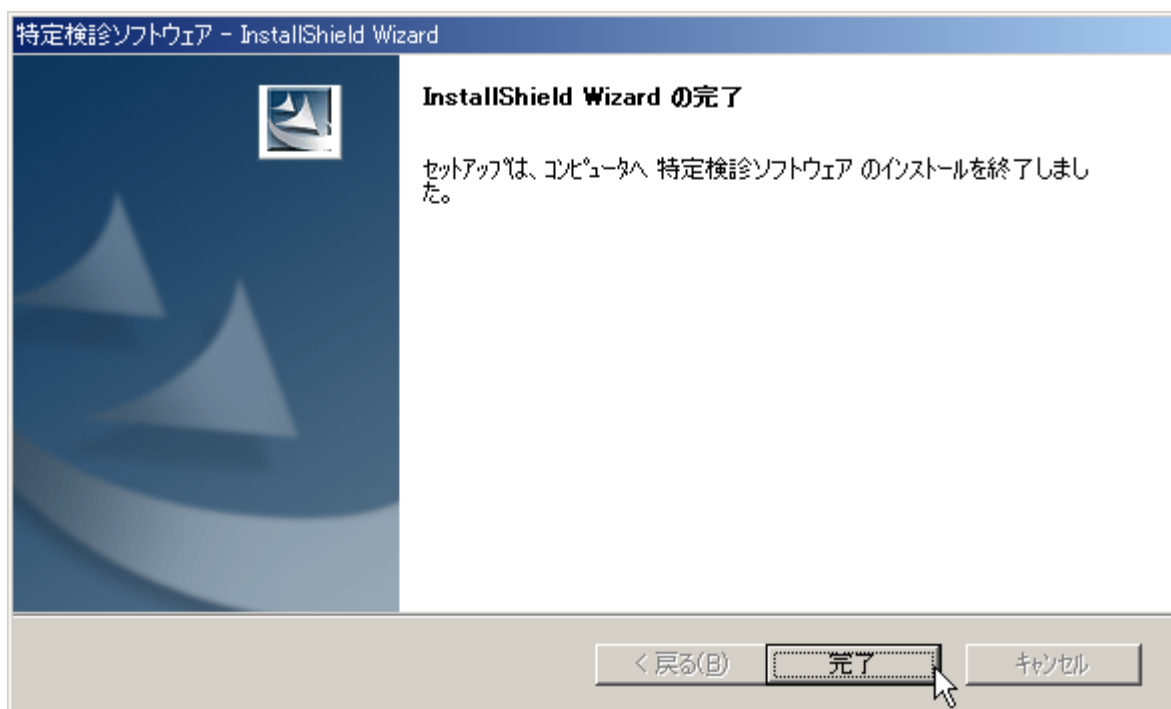 特定検診ソフトウェア - InstallShield Wizard
InstallShield Wizard の完了
ｾｯﾄｱｯﾌﾟは、ｺﾝﾋﾟｭｰﾀへ 特定検診ソフトウェア のｲﾝｽﾄｰﾙを終了しまし
た。
< 戻る(B)
完了
ｷｬﾝｾﾙ